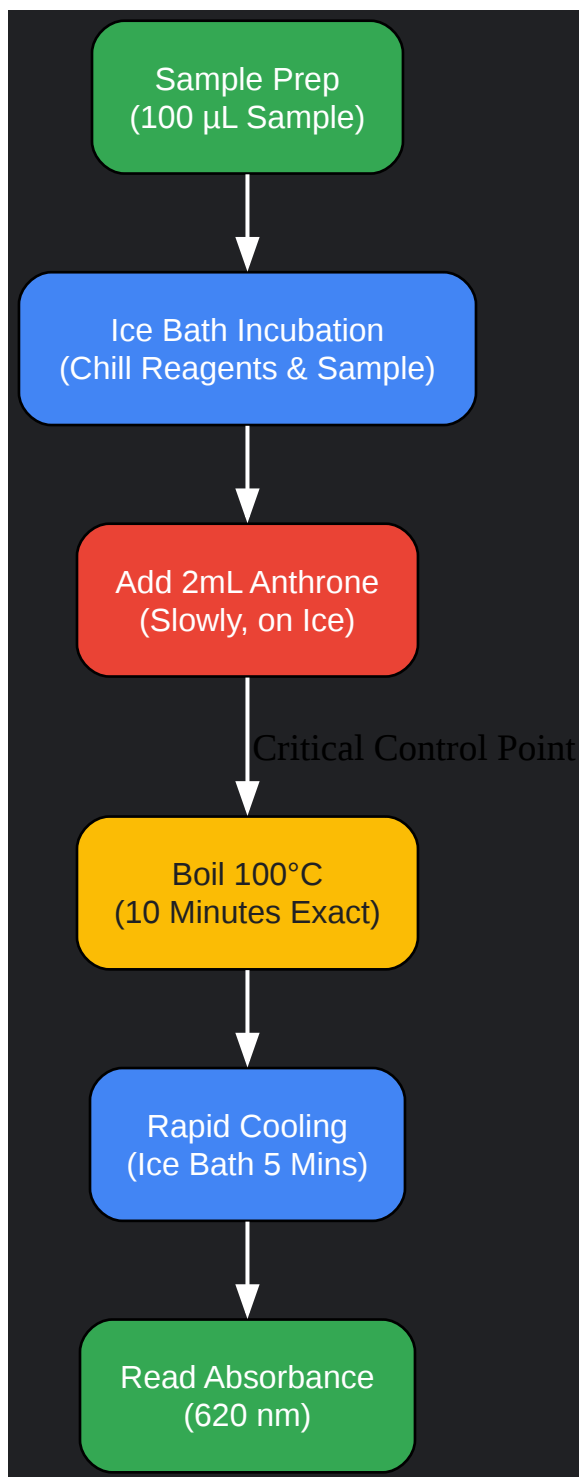 Sample Prep
(100 µL Sample)
Ice Bath Incubation
(Chill Reagents & Sample)
Add 2mL Anthrone
(Slowly, on Ice)
Critical Control Point
Boil 100°C
(10 Minutes Exact)
Rapid Cooling
(Ice Bath 5 Mins)
Read Absorbance
(620 nm)